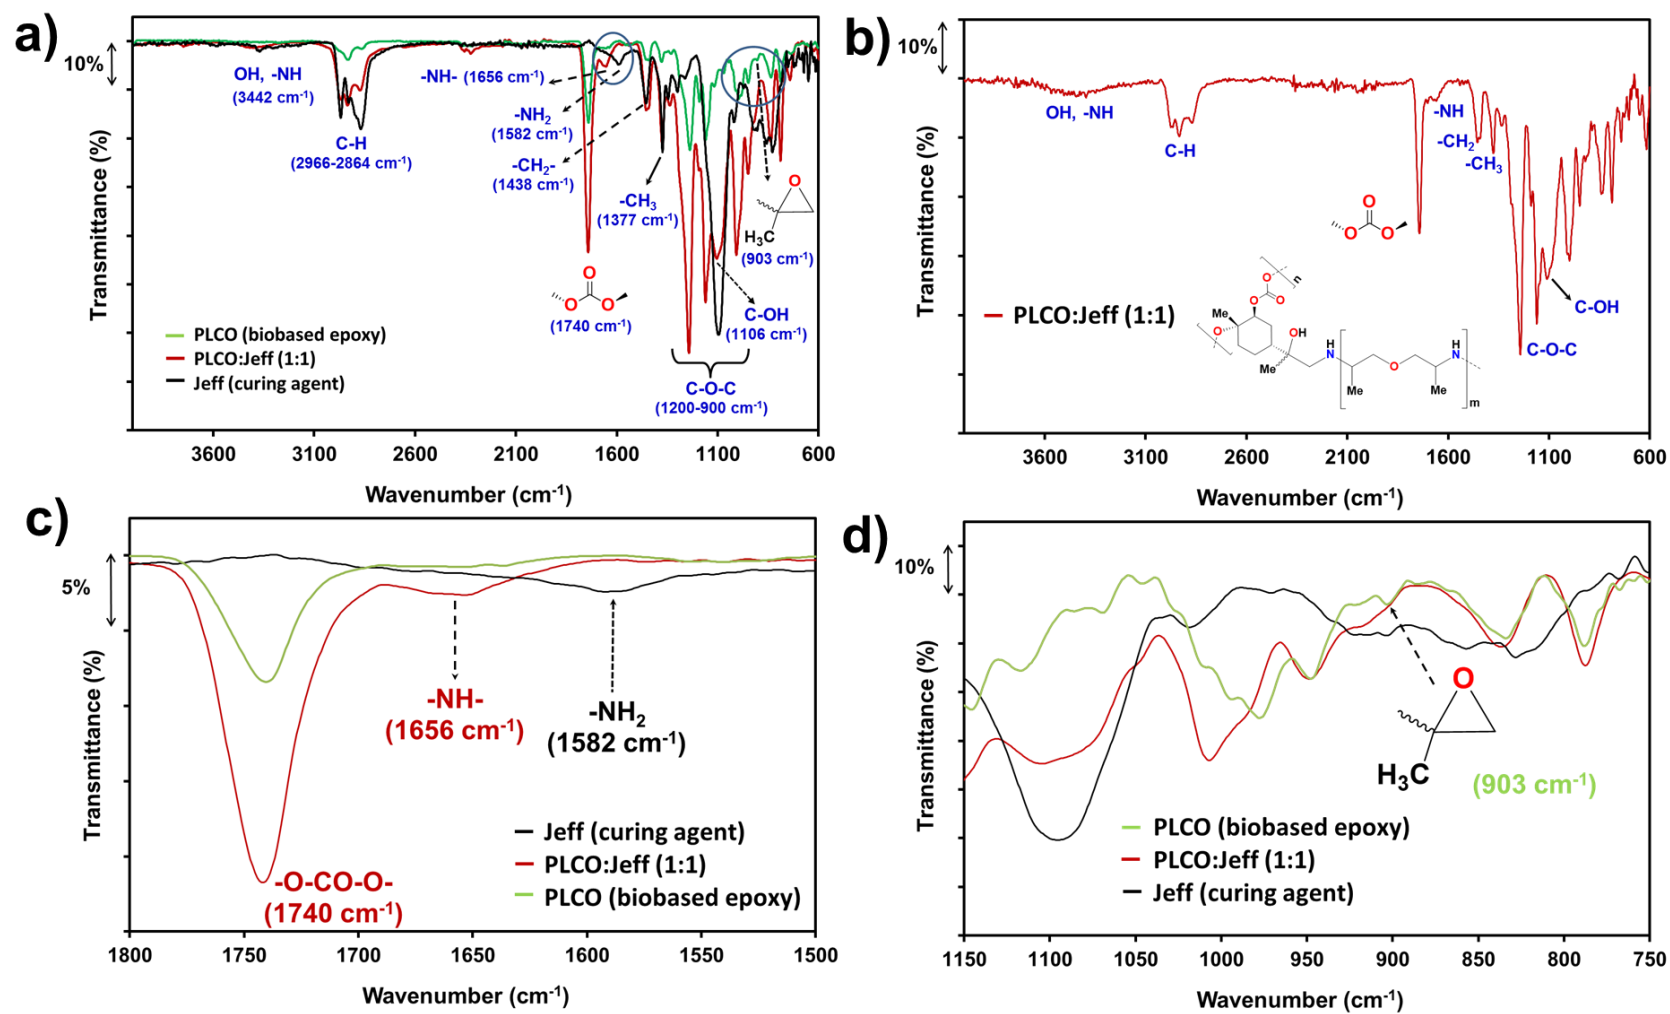 a)
10%
OH, -NH
(3442 cm⁻¹)
C-H
(2966-2864 cm⁻¹)
-NH- (1656 cm⁻¹)
-NH₂
(1582 cm⁻¹)
-CH₂-
(1438 cm⁻¹)
-CH₃
(1377 cm⁻¹)
O
H₃C
(903 cm⁻¹)
O
O O
(1740 cm⁻¹)
C-OH
(1106 cm⁻¹)
C-O-C
(1200-900 cm⁻¹)
PLCO (biobased epoxy)
PLCO:Jeff (1:1)
Jeff (curing agent)
Transmittance (%)
3600 3100 2600 2100 1600 1100 600
Wavenumber (cm⁻¹)
b)
10%
OH, -NH
C-H
-NH
-CH₂
-CH₃
O
O O
C-OH
C-O-C
PLCO:Jeff (1:1)
O
n
O O
Me
O
OH
Me
H
N
Me
O
Me
H
N
m
Transmittance (%)
3600 3100 2600 2100 1600 1100 600
Wavenumber (cm⁻¹)
c)
5%
-NH-
(1656 cm⁻¹)
-NH₂
(1582 cm⁻¹)
-O-CO-O-
(1740 cm⁻¹)
Jeff (curing agent)
PLCO:Jeff (1:1)
PLCO (biobased epoxy)
Transmittance (%)
1800 1750 1700 1650 1600 1550 1500
Wavenumber (cm⁻¹)
d)
10%
O
H₃C
(903 cm⁻¹)
PLCO (biobased epoxy)
PLCO:Jeff (1:1)
Jeff (curing agent)
Transmittance (%)
1150 1100 1050 1000 950 900 850 800 750
Wavenumber (cm⁻¹)